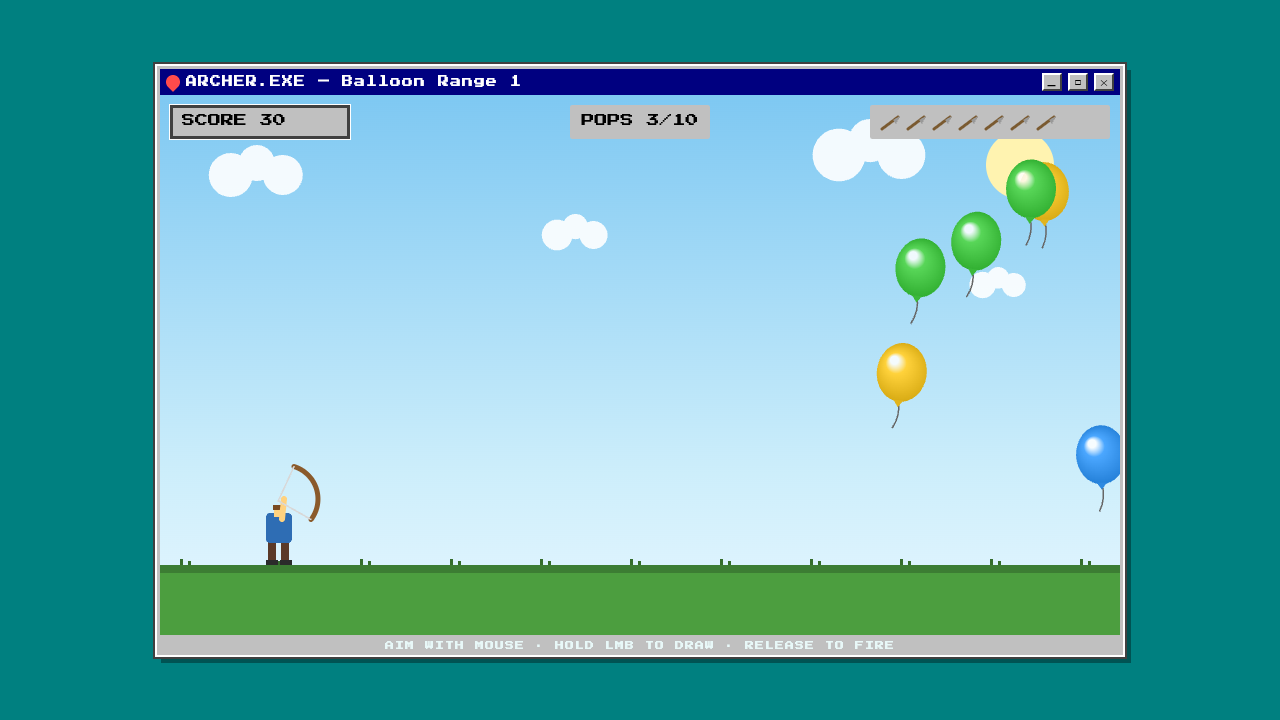 ARCHER.EXE — Balloon Range 1
SCORE 30
POPS 3/10
AIM WITH MOUSE · HOLD LMB TO DRAW · RELEASE TO FIRE